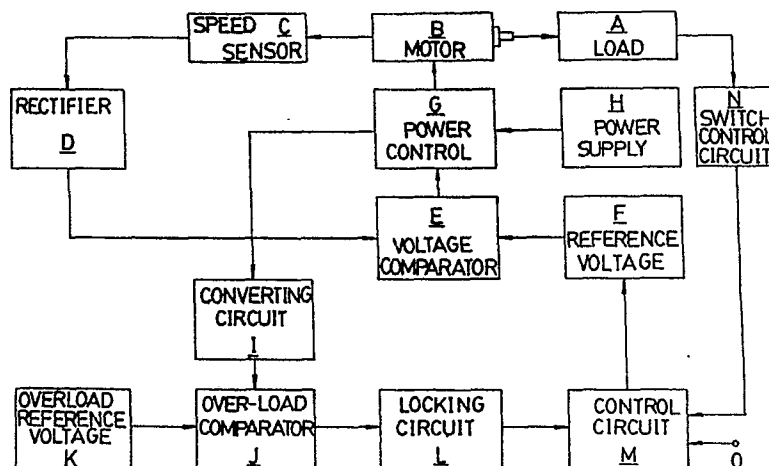 SPEED C
SENSOR
B
MOTOR
A
LOAD
RECTIFIER
D
G
POWER
CONTROL
H
POWER
SUPPLY
N
SWITCH
CONTROL
CIRCUIT
E
VOLTAGE
COMPARATOR
F
REFERENCE
VOLTAGE
CONVERTING
CIRCUIT
I
OVERLOAD
REFERENCE
VOLTAGE
K
OVER-LOAD
COMPARATOR
J
LOCKING
CIRCUIT
L
CONTROL
CIRCUIT
M
O